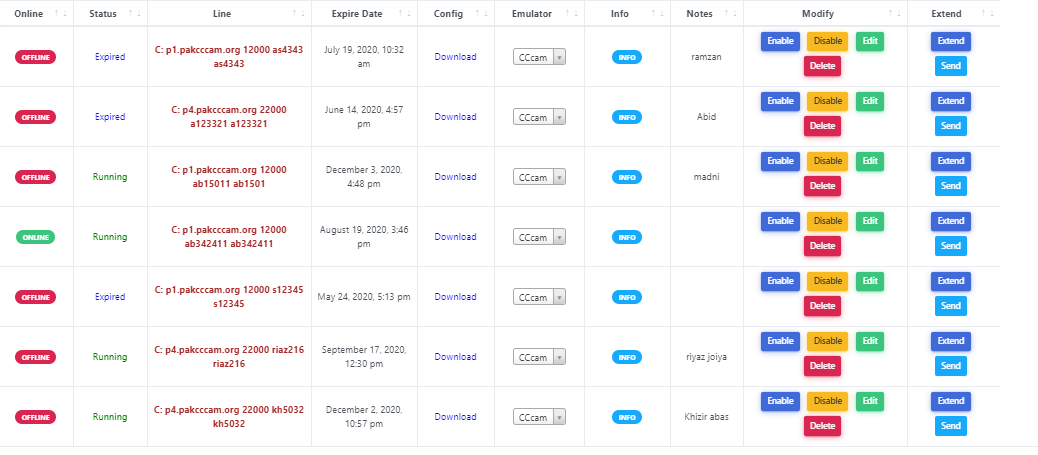 Online Status Line Expire Date Config Emulator Info Notes Modify Extend
OFFLINE Expired C: p1.pakcccam.org 12000 as4343 July 19, 2020, 10:32 Download CCcam INFO ramzan Enable Disable Edit Extend
as4343 am Delete Send
OFFLINE Expired C: p4.pakcccam.org 22000 June 14, 2020, 4:57 Download CCcam INFO Abid Enable Disable Edit Extend
a123321 a123321 pm Delete Send
OFFLINE Running C: p1.pakcccam.org 12000 December 3, 2020, Download CCcam INFO madni Enable Disable Edit Extend
ab15011 ab1501 4:48 pm Delete Send
ONLINE Running C: p1.pakcccam.org 12000 August 19, 2020, 3:46 Download CCcam INFO Enable Disable Edit Extend
ab342411 ab342411 pm Delete Send
OFFLINE Expired C: p1.pakcccam.org 12000 s12345 May 24, 2020, 5:13 pm Download CCcam INFO Enable Disable Edit Extend
s12345 Delete Send
OFFLINE Running C: p4.pakcccam.org 22000 riaz216 September 17, 2020, Download CCcam INFO riyaz joiya Enable Disable Edit Extend
riaz216 12:30 pm Delete Send
OFFLINE Running C: p4.pakcccam.org 22000 kh5032 December 2, 2020, Download CCcam INFO Khizir abas Enable Disable Edit Extend
kh5032 10:57 pm Delete Send